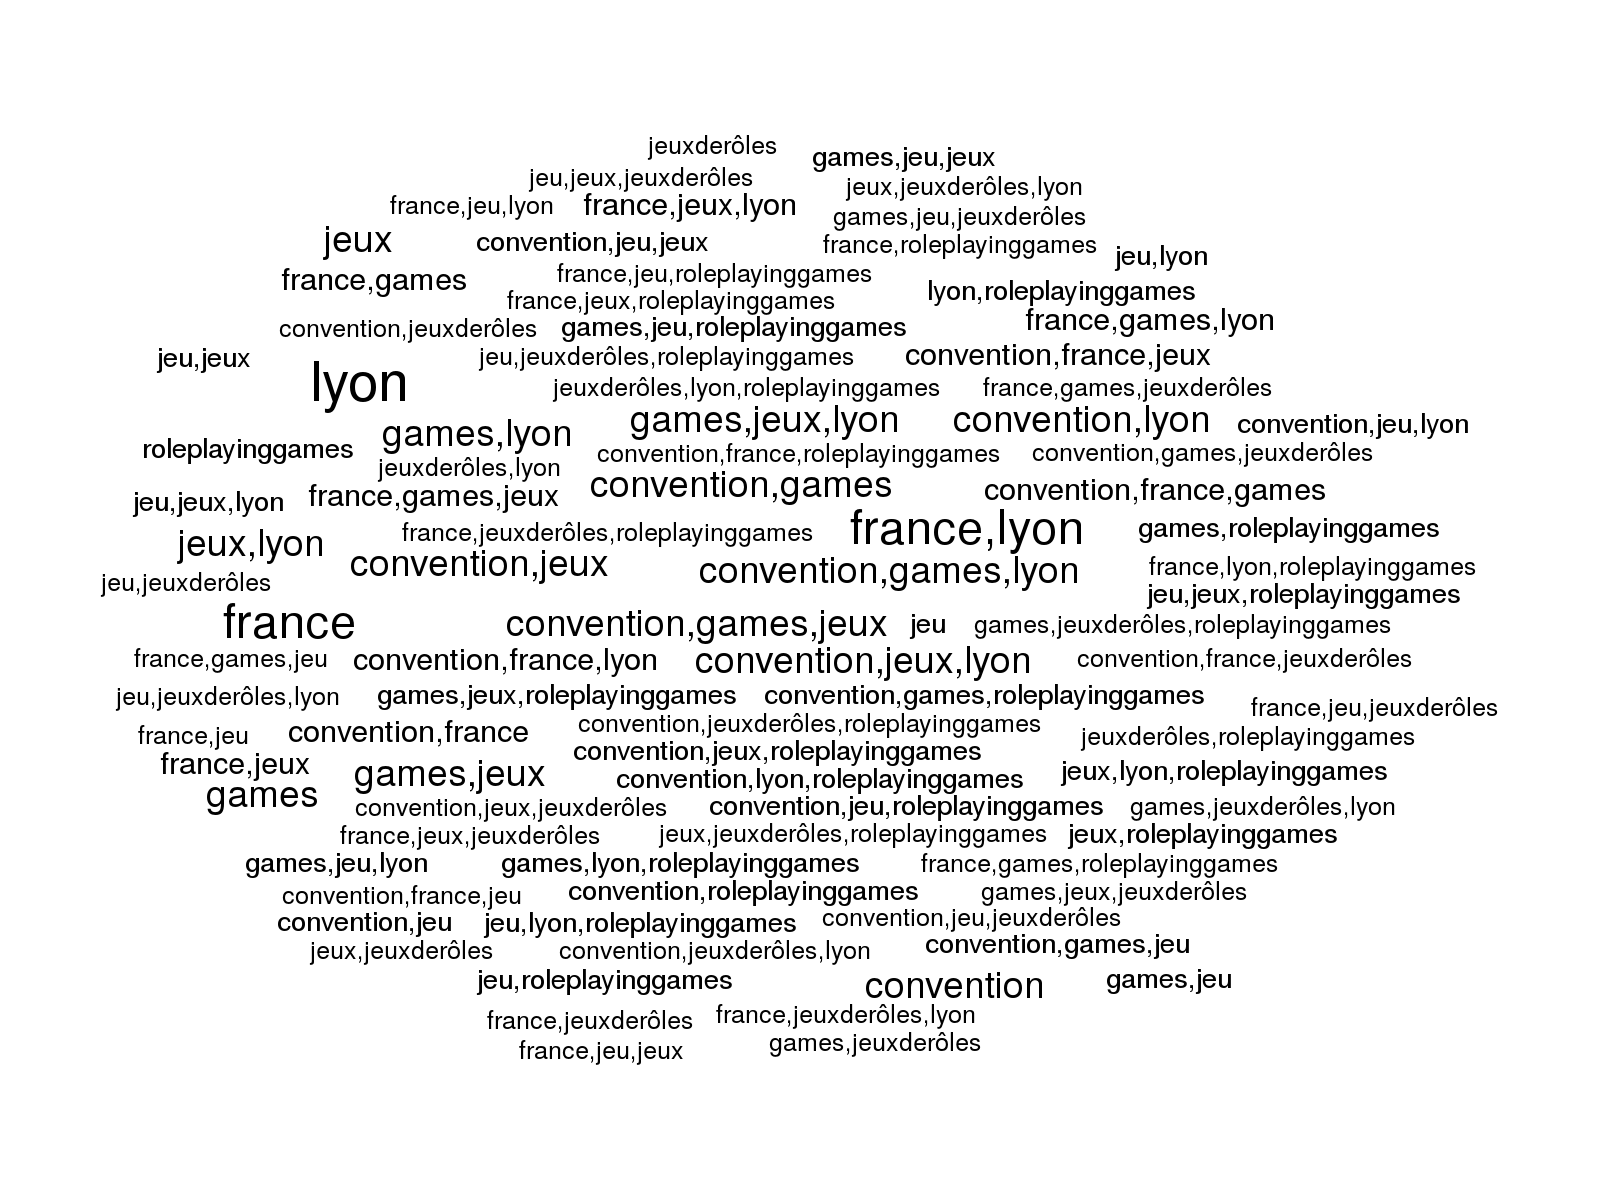 jeuxderôles
games,jeu,jeux
jeu,jeux,jeuxderôles
jeux,jeuxderôles,lyon
france,jeu,lyon
france,jeux,lyon
games,jeu,jeuxderôles
jeux
convention,jeu,jeux
france,roleplayinggames
jeu,lyon
france,games
france,jeu,roleplayinggames
france,jeux,roleplayinggames
lyon,roleplayinggames
convention,jeuxderôles
games,jeu,roleplayinggames
france,games,lyon
jeu,jeux
jeu,jeuxderôles,roleplayinggames
convention,france,jeux
lyon
jeuxderôles,lyon,roleplayinggames
france,games,jeuxderôles
games,lyon
games,jeux,lyon
convention,lyon
convention,jeu,lyon
roleplayinggames
jeuxderôles,lyon
convention,france,roleplayinggames
convention,games,jeuxderôles
jeu,jeux,lyon
france,games,jeux
convention,games
convention,france,games
jeux,lyon
france,jeuxderôles,roleplayinggames
france,lyon
games,roleplayinggames
convention,jeux
convention,games,lyon
france,lyon,roleplayinggames
jeu,jeuxderôles
jeu,jeux,roleplayinggames
france
convention,games,jeux
jeu
games,jeuxderôles,roleplayinggames
france,games,jeu
convention,france,lyon
convention,jeux,lyon
convention,france,jeuxderôles
jeu,jeuxderôles,lyon
games,jeux,roleplayinggames
convention,games,roleplayinggames
france,jeu,jeuxderôles
france,jeu
convention,france
convention,jeuxderôles,roleplayinggames
jeuxderôles,roleplayinggames
france,jeux
convention,jeux,roleplayinggames
games,jeux
convention,lyon,roleplayinggames
jeux,lyon,roleplayinggames
games
convention,jeux,jeuxderôles
convention,jeu,roleplayinggames
games,jeuxderôles,lyon
france,jeux,jeuxderôles
jeux,jeuxderôles,roleplayinggames
jeux,roleplayinggames
games,jeu,lyon
games,lyon,roleplayinggames
france,games,roleplayinggames
convention,france,jeu
convention,roleplayinggames
games,jeux,jeuxderôles
convention,jeu
jeu,lyon,roleplayinggames
convention,jeu,jeuxderôles
jeux,jeuxderôles
convention,jeuxderôles,lyon
convention,games,jeu
jeu,roleplayinggames
convention
games,jeu
france,jeuxderôles
france,jeuxderôles,lyon
france,jeu,jeux
games,jeuxderôles